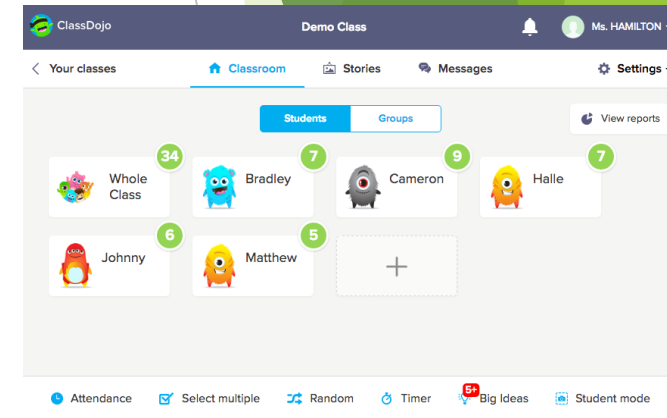 ClassDojo
Demo Class
Ms. HAMILTON
Your classes
Classroom
Stories
Messages
Settings
Students
Groups
View reports
34
Whole
Class
7
Bradley
9
Cameron
7
Halle
6
Johnny
5
Matthew
Attendance
Select multiple
Random
Timer
5+
Big Ideas
Student mode